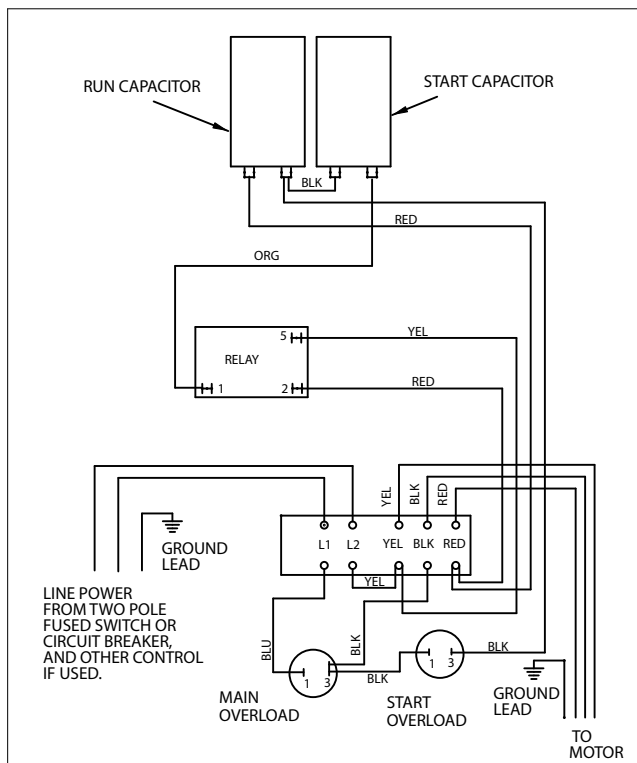 RUN CAPACITOR
START CAPACITOR
BLK
RED
ORG
5
YEL
RELAY
1
2
RED
YEL
BLK
RED
GROUND
LEAD
L1
L2
YEL
BLK
RED
LINE POWER
FROM TWO POLE
FUSED SWITCH OR
CIRCUIT BREAKER,
AND OTHER CONTROL
IF USED.
YEL
BLU
BLK
1
3
BLK
1
3
BLK
MAIN
OVERLOAD
START
OVERLOAD
GROUND
LEAD
TO
MOTOR